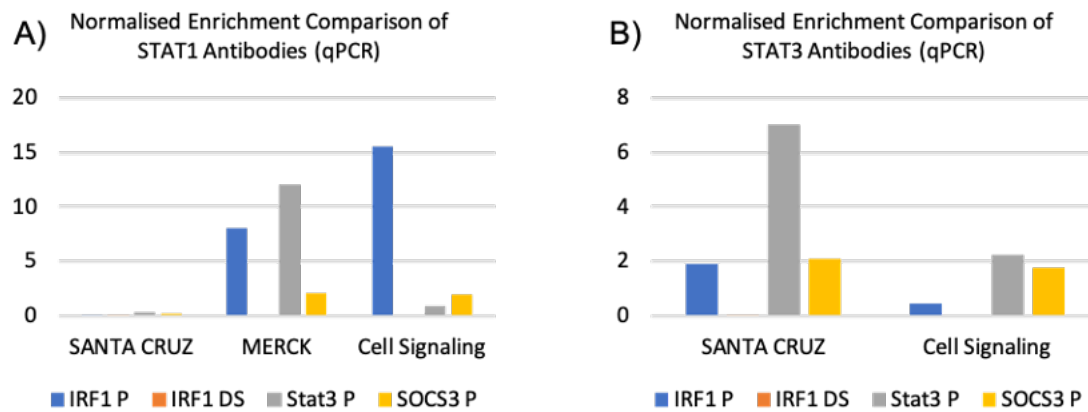 A)
Normalised Enrichment Comparison of
STAT1 Antibodies (qPCR)
20
15
10
5
0
SANTA CRUZ MERCK Cell Signaling
IRF1 P IRF1 DS Stat3 P SOCS3 P
B)
Normalised Enrichment Comparison of
STAT3 Antibodies (qPCR)
8
6
4
2
0
SANTA CRUZ Cell Signaling
IRF1 P IRF1 DS Stat3 P SOCS3 P